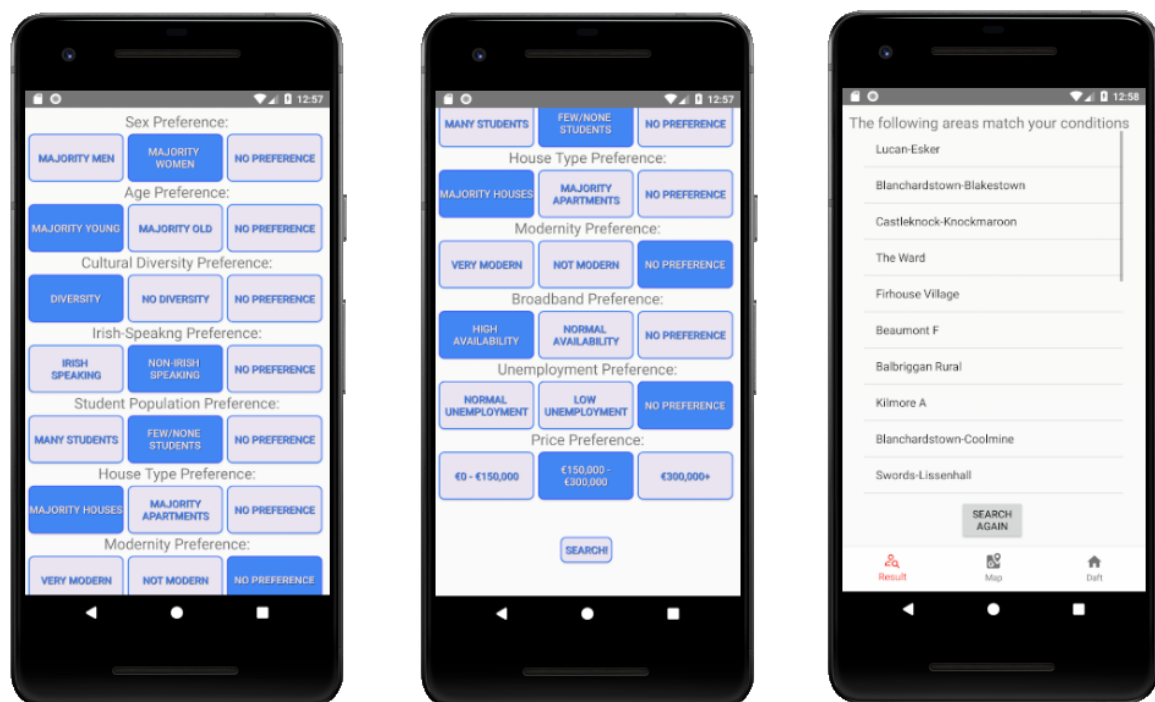 12:57
Sex Preference:
MAJORITY MEN
MAJORITY
WOMEN
NO PREFERENCE
Age Preference:
MAJORITY YOUNG
MAJORITY OLD
NO PREFERENCE
Cultural Diversity Preference:
DIVERSITY
NO DIVERSITY
NO PREFERENCE
Irish-Speakng Preference:
IRISH
SPEAKING
NON-IRISH
SPEAKING
NO PREFERENCE
Student Population Preference:
MANY STUDENTS
FEW/NONE
STUDENTS
NO PREFERENCE
House Type Preference:
MAJORITY HOUSES
MAJORITY
APARTMENTS
NO PREFERENCE
Modernity Preference:
VERY MODERN
NOT MODERN
NO PREFERENCE
12:57
MANY STUDENTS
FEW/NONE
STUDENTS
NO PREFERENCE
House Type Preference:
MAJORITY HOUSES
MAJORITY
APARTMENTS
NO PREFERENCE
Modernity Preference:
VERY MODERN
NOT MODERN
NO PREFERENCE
Broadband Preference:
HIGH
AVAILABILITY
NORMAL
AVAILABILITY
NO PREFERENCE
Unemployment Preference:
NORMAL
UNEMPLOYMENT
LOW
UNEMPLOYMENT
NO PREFERENCE
Price Preference:
€0 - €150,000
€150,000 -
€300,000
€300,000+
SEARCH!
12:58
The following areas match your conditions
Lucan-Esker
Blanchardstown-Blakestown
Castleknock-Knockmaroon
The Ward
Firhouse Village
Beaumont F
Balbriggan Rural
Kilmore A
Blanchardstown-Coolmine
Swords-Lissenhall
SEARCH
AGAIN
Result
Map
Daft